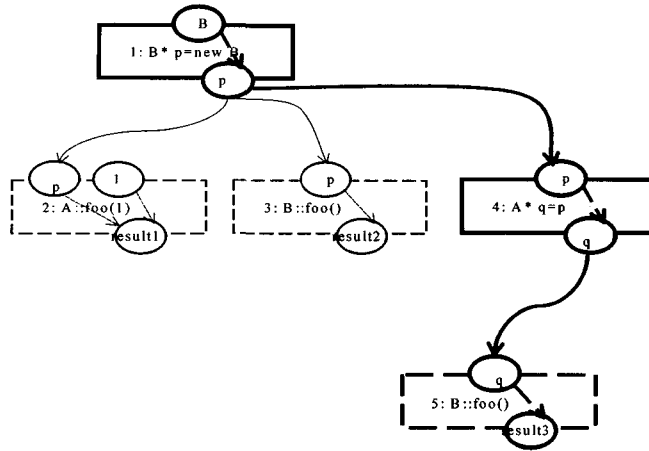 B
1: B* p=new B
p
p
1
2: A::foo(1)
result1
p
3: B::foo()
result2
p
4: A* q=p
q
q
5: B::foo()
result3